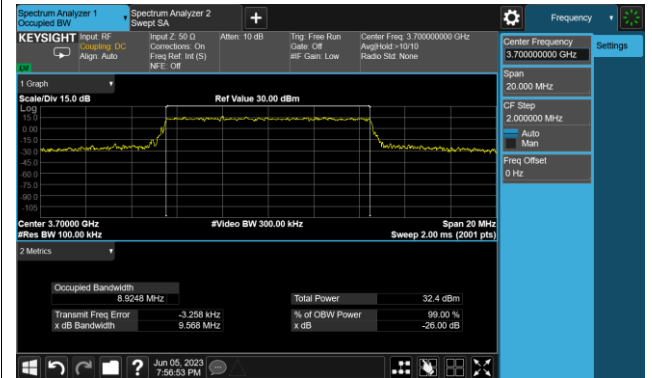 Spectrum Analyzer 1
Occupied BW
Spectrum Analyzer 2
Swept SA
Frequency
KEYSIGHT
Input: RF
Coupling: DC
Align: Auto
Input Z: 50 Ω
Corrections: On
Freq Ref: Int (S)
NFE: Off
Atten: 10 dB
Trig: Free Run
Gate: Off
#IF Gain: Low
Center Freq: 3.700000000 GHz
Avg|Hold:>10/10
Radio Std: None
Center Frequency
3.700000000 GHz
Settings
Span
20.000 MHz
CF Step
2.000000 MHz
Auto
Man
Freq Offset
0 Hz
1 Graph
Scale/Div 15.0 dB
Ref Value 30.00 dBm
Log
15.0
0.00
-15.0
-30.0
-45.0
-60.0
-75.0
-90.0
-105
Center 3.70000 GHz
#Video BW 300.00 kHz
Span 20 MHz
#Res BW 100.00 kHz
Sweep 2.00 ms (2001 pts)
2 Metrics
Occupied Bandwidth
8.9248 MHz
Total Power
32.4 dBm
Transmit Freq Error
-3.258 kHz
% of OBW Power
99.00 %
x dB Bandwidth
9.568 MHz
x dB
-26.00 dB
Jun 05, 2023
7:56:53 PM